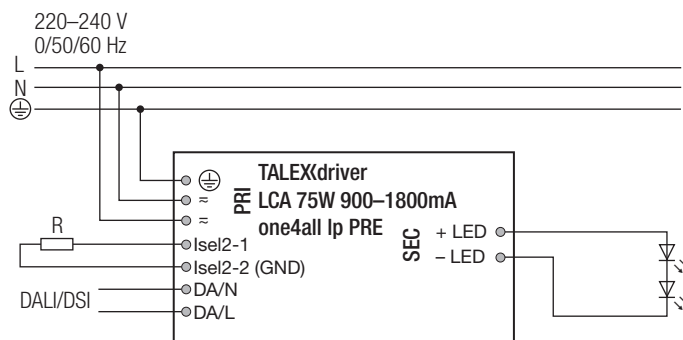 220–240 V
0/50/60 Hz
L
N
TALEXXdriver
LCA 75W 900–1800mA
one4all lp PRE
PRI
≂
≂
R
Isel2-1
Isel2-2 (GND)
DALI/DSI
DA/N
DA/L
SEC
+ LED
– LED